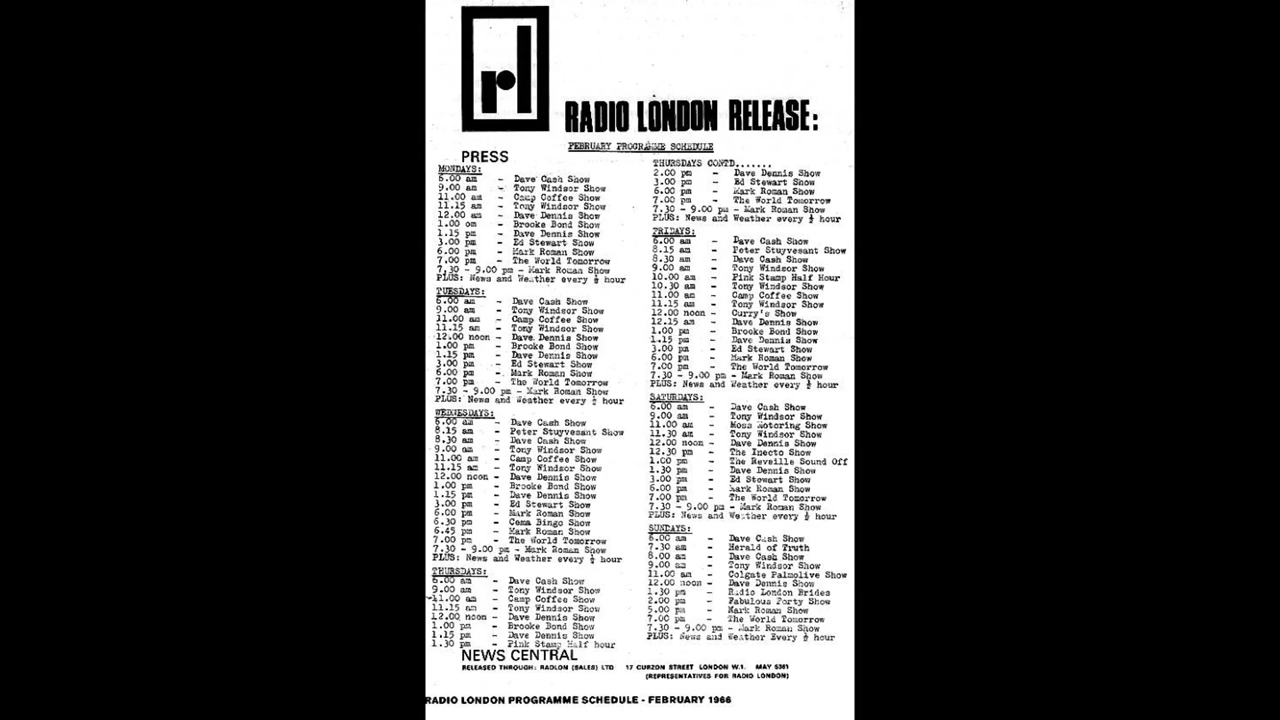 rl
RADIO LONDON RELEASE:
FEBRUARY PROGRAMME SCHEDULE
PRESS
MONDAYS:
6.00 am - Dave Cash Show
9.00 am - Tony Windsor Show
11.00 am - Camp Coffee Show
11.15 am - Tony Windsor Show
12.00 am - Dave Dennis Show
1.00 om - Brooke Bond Show
1.15 pm - Dave Dennis Show
3.00 pm - Ed Stewart Show
6.00 pm - Mark Roman Show
7.00 pm - The World Tomorrow
7.30 - 9.00 pm - Mark Roman Show
PLUS: News and Weather every ½ hour
TUESDAYS:
6.00 am - Dave Cash Show
9.00 am - Tony Windsor Show
11.00 am - Camp Coffee Show
11.15 am - Tony Windsor Show
12.00 noon - Dave Dennis Show
1.00 pm - Brooke Bond Show
1.15 pm - Dave Dennis Show
3.00 pm - Ed Stewart Show
6.00 pm - Mark Roman Show
7.00 pm - The World Tomorrow
7.30 - 9.00 pm - Mark Roman Show
PLUS: News and Weather every ½ hour
WEDNESDAYS:
6.00 am - Dave Cash Show
8.15 am - Peter Stuyvesant Show
8.30 am - Dave Cash Show
9.00 am - Tony Windsor Show
11.00 am - Camp Coffee Show
11.15 am - Tony Windsor Show
12.00 noon - Dave Dennis Show
1.00 pm - Brooke Bond Show
1.15 pm - Dave Dennis Show
3.00 pm - Ed Stewart Show
6.00 pm - Mark Roman Show
6.30 pm - Cema Bingo Show
6.45 pm - Mark Roman Show
7.00 pm - The World Tomorrow
7.30 - 9.00 pm - Mark Roman Show
PLUS: News and Weather every ½ hour
THURSDAYS:
6.00 am - Dave Cash Show
9.00 am - Tony Windsor Show
11.00 am - Camp Coffee Show
11.15 am - Tony Windsor Show
12.00 noon - Dave Dennis Show
1.00 pm - Brooke Bond Show
1.15 pm - Dave Dennis Show
1.30 pm - Pink Stamp Half hour
THURSDAYS CONTD.......
2.00 pm - Dave Dennis Show
3.00 pm - Ed Stewart Show
6.00 pm - Mark Roman Show
7.00 pm - The World Tomorrow
7.30 - 9.00 pm - Mark Roman Show
PLUS: News and Weather every ½ hour
FRIDAYS:
6.00 am - Dave Cash Show
8.15 am - Peter Stuyvesant Show
8.30 am - Dave Cash Show
9.00 am - Tony Windsor Show
10.00 am - Pink Stamp Half Hour
10.30 am - Tony Windsor Show
11.00 am - Camp Coffee Show
11.15 am - Tony Windsor Show
12.00 noon - Curry's Show
12.15 am - Dave Dennis Show
1.00 pm - Brooke Bond Show
1.15 pm - Dave Dennis Show
3.00 pm - Ed Stewart Show
6.00 pm - Mark Roman Show
7.00 pm - The World Tomorrow
7.30 - 9.00 pm - Mark Roman Show
PLUS: News and Weather every ½ hour
SATURDAYS:
6.00 am - Dave Cash Show
9.00 am - Tony Windsor Show
11.00 am - Moss Motoring Show
11.30 am - Tony Windsor Show
12.00 noon - Dave Dennis Show
12.30 pm - The Inecto Show
1.00 pm - The Reveille Sound Off
1.30 pm - Dave Dennis Show
3.00 pm - Ed Stewart Show
6.00 pm - Mark Roman Show
7.00 pm - The World Tomorrow
7.30 - 9.00 pm - Mark Roman Show
PLUS: News and Weather every ½ hour
SUNDAYS:
6.00 am - Dave Cash Show
7.30 am - Herald of Truth
8.00 am - Dave Cash Show
9.00 am - Tony Windsor Show
11.00 am - Colgate Palmolive Show
12.00 noon - Dave Dennis Show
1.30 pm - Radio London Brides
2.00 pm - Fabulous Forty Show
5.00 pm - Mark Roman Show
7.00 pm - The World Tomorrow
7.30 - 9.00 pm - Mark Roman Show
PLUS: News and Weather Every ½ hour
NEWS CENTRAL
RELEASED THROUGH: RADLON (SALES) LTD 17 CURZON STREET LONDON W.1. MAY 5361
(REPRESENTATIVES FOR RADIO LONDON)
RADIO LONDON PROGRAMME SCHEDULE - FEBRUARY 1966